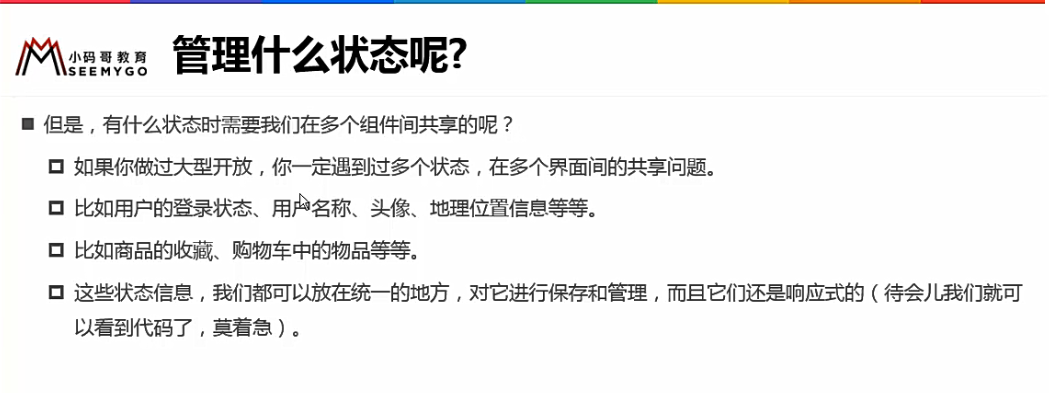 小码哥教育
SEEMYGO
管理什么状态呢?
但是，有什么状态时需要我们在多个组件间共享的呢？
如果你做过大型开放，你一定遇到过多个状态，在多个界面间的共享问题。
比如用户的登录状态、用户名称、头像、地理位置信息等等。
比如商品的收藏、购物车中的物品等等。
这些状态信息，我们都可以放在统一的地方，对它进行保存和管理，而且它们还是响应式的（待会儿我们就可
以看到代码了，莫着急）。